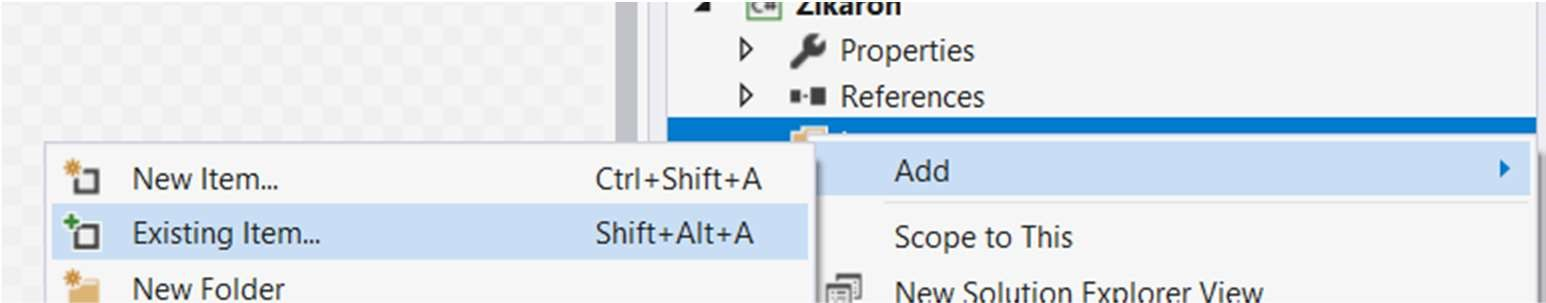 C# Zikaron
Properties
References
Add
Scope to This
New Solution Explorer View
New Item... Ctrl+Shift+A
Existing Item... Shift+Alt+A
New Folder